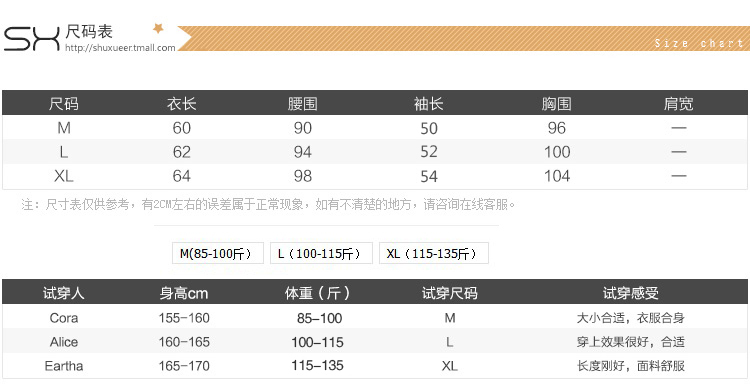 SX 尺码表
http://shuxueer.tmall.com
Size chart
尺码 衣长 腰围 袖长 胸围 肩宽
M 60 90 50 96 —
L 62 94 52 100 —
XL 64 98 54 104 —
注：尺寸表仅供参考，有2CM左右的误差属于正常现象，如有不清楚的地方，请咨询在线客服。
M(85-100斤） L（100-115斤） XL（115-135斤）
试穿人 身高cm 体重（斤） 试穿尺码 试穿感受
Cora 155-160 85-100 M 大小合适，衣服合身
Alice 160-165 100-115 L 穿上效果很好，合适
Eartha 165-170 115-135 XL 长度刚好，面料舒服